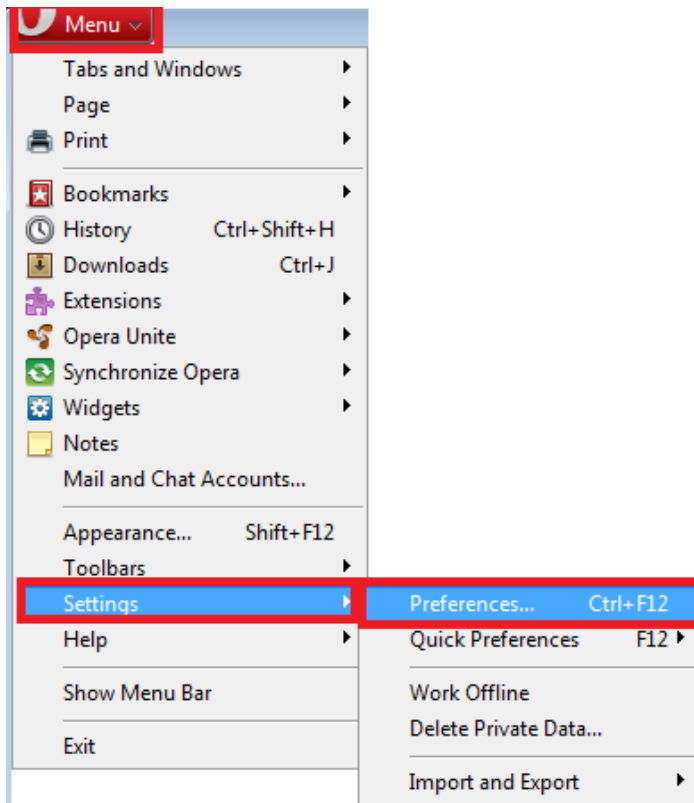 Menu
Tabs and Windows
Page
Print
Bookmarks
History Ctrl+Shift+H
Downloads Ctrl+J
Extensions
Opera Unite
Synchronize Opera
Widgets
Notes
Mail and Chat Accounts...
Appearance... Shift+F12
Toolbars
Settings
Help
Show Menu Bar
Exit
Preferences... Ctrl+F12
Quick Preferences F12
Work Offline
Delete Private Data...
Import and Export